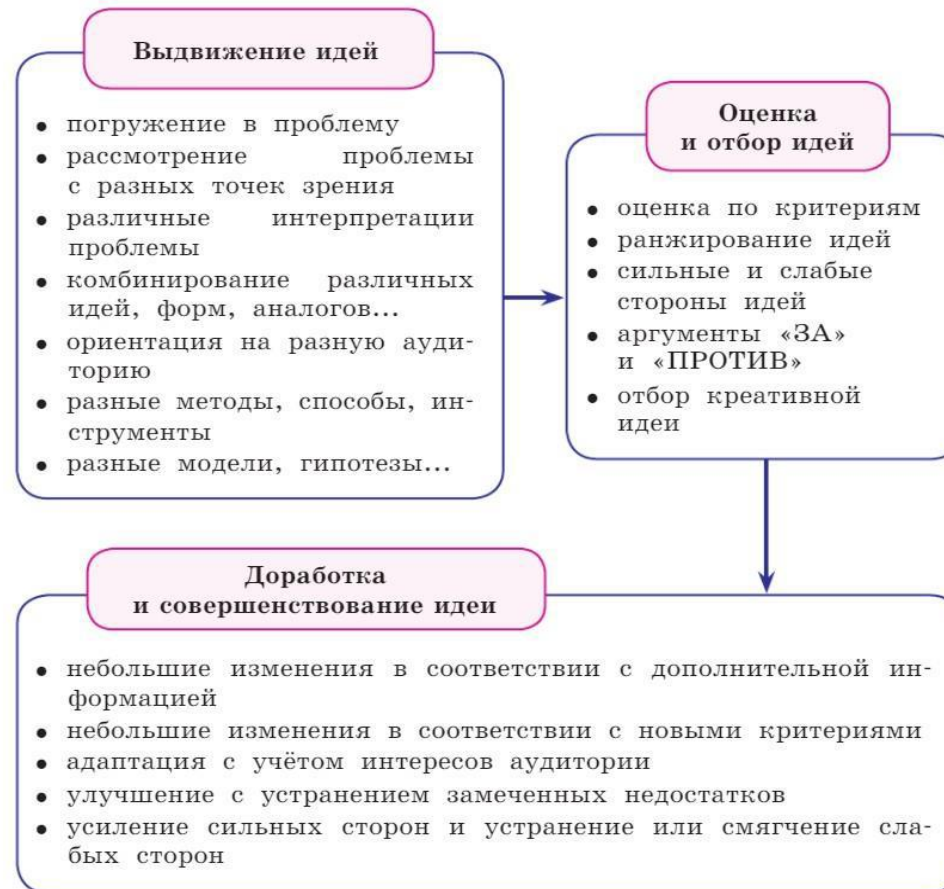 Выдвижение идей
• погружение в проблему
• рассмотрение проблемы
с разных точек зрения
• различные интерпретации
проблемы
• комбинирование различных
идей, форм, аналогов...
• ориентация на разную ауди-
торию
• разные методы, способы, ин-
струменты
• разные модели, гипотезы...
Оценка
и отбор идей
• оценка по критериям
• ранжирование идей
• сильные и слабые
стороны идей
• аргументы «ЗА»
и «ПРОТИВ»
• отбор креативной
идеи
Доработка
и совершенствование идеи
• небольшие изменения в соответствии с дополнительной ин-
формацией
• небольшие изменения в соответствии с новыми критериями
• адаптация с учётом интересов аудитории
• улучшение с устранением замеченных недостатков
• усиление сильных сторон и устранение или смягчение сла-
бых сторон